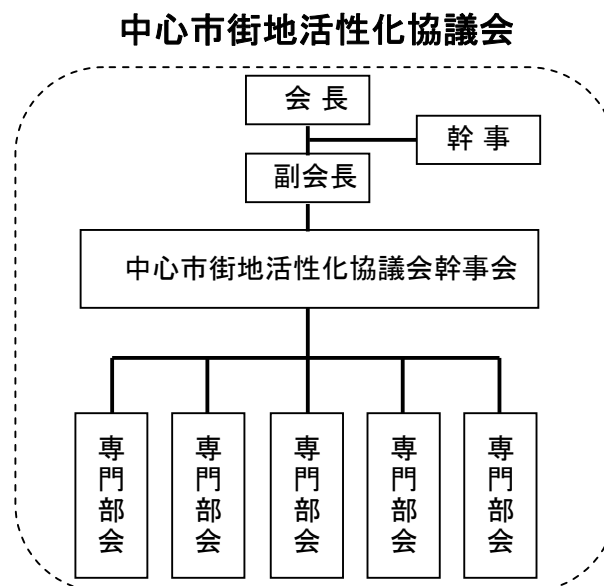 中心市街地活性化協議会
会長
幹事
副会長
中心市街地活性化協議会幹事会
専門部会
専門部会
専門部会
専門部会
専門部会